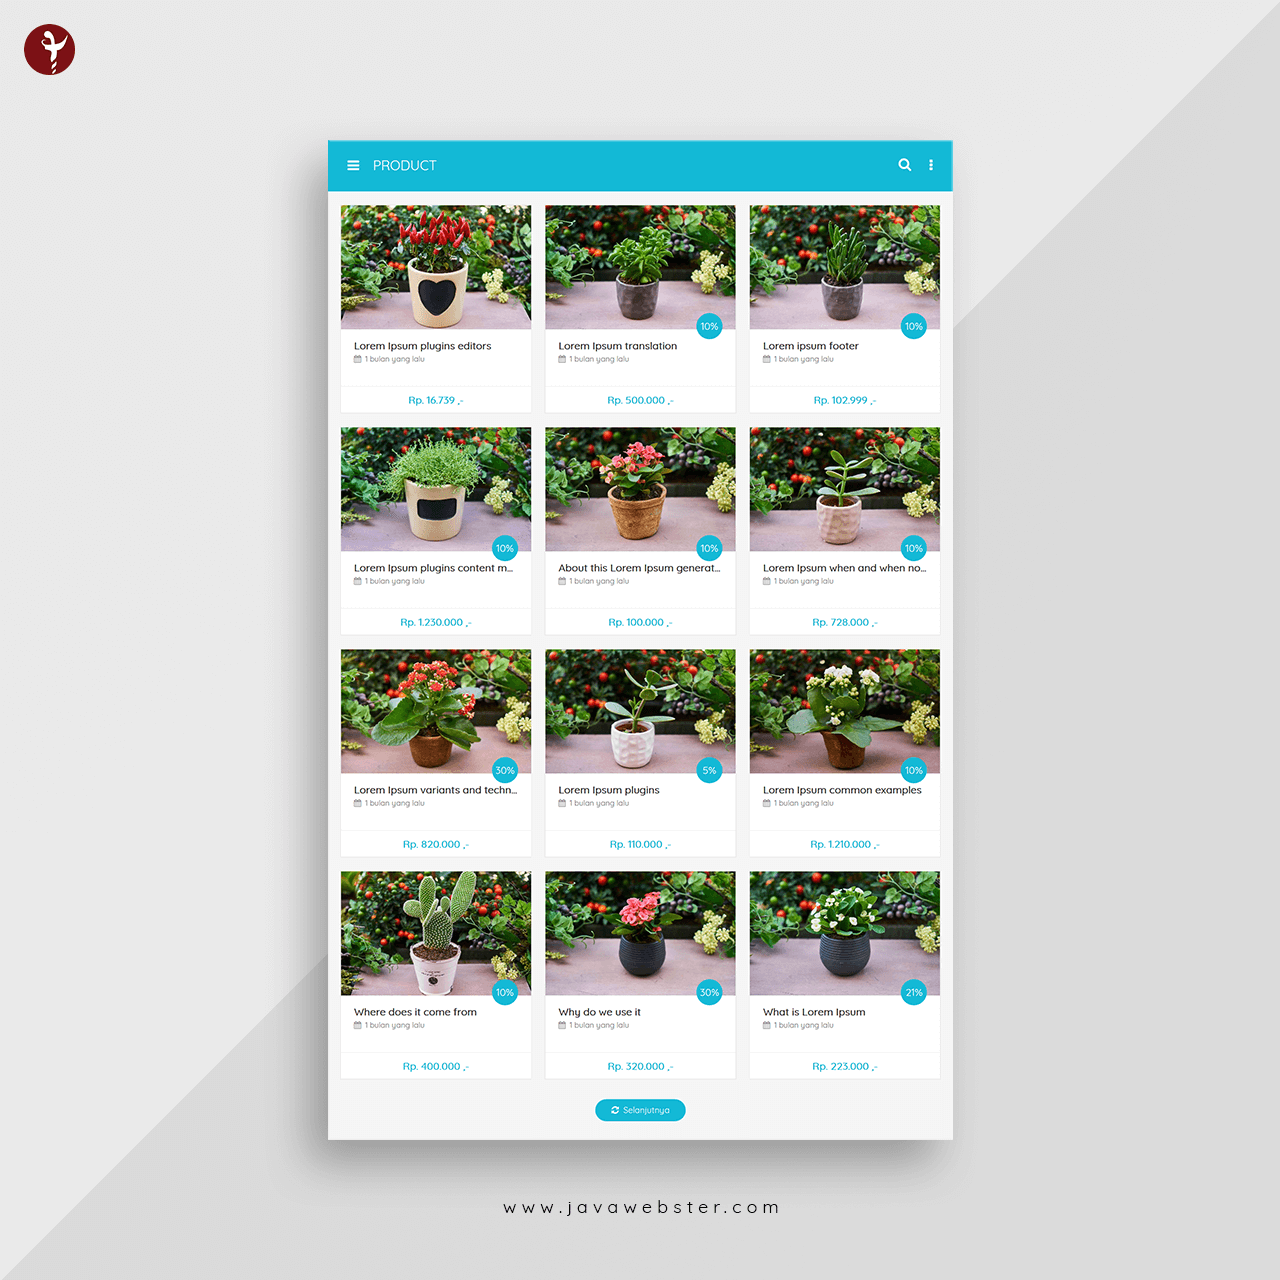 PRODUCT
10%
10%
Lorem Ipsum plugins editors
1 bulan yang lalu
Rp. 16.739 ,-
Lorem Ipsum translation
1 bulan yang lalu
Rp. 500.000 ,-
Lorem ipsum footer
1 bulan yang lalu
Rp. 102.999 ,-
10%
10%
10%
Lorem Ipsum plugins content m...
1 bulan yang lalu
Rp. 1.230.000 ,-
About this Lorem Ipsum generat...
1 bulan yang lalu
Rp. 100.000 ,-
Lorem Ipsum when and when no...
1 bulan yang lalu
Rp. 728.000 ,-
30%
5%
10%
Lorem Ipsum variants and techn...
1 bulan yang lalu
Rp. 820.000 ,-
Lorem Ipsum plugins
1 bulan yang lalu
Rp. 110.000 ,-
Lorem Ipsum common examples
1 bulan yang lalu
Rp. 1.210.000 ,-
10%
30%
21%
Where does it come from
1 bulan yang lalu
Rp. 400.000 ,-
Why do we use it
1 bulan yang lalu
Rp. 320.000 ,-
What is Lorem Ipsum
1 bulan yang lalu
Rp. 223.000 ,-
Selanjutnya
www.javawebster.com